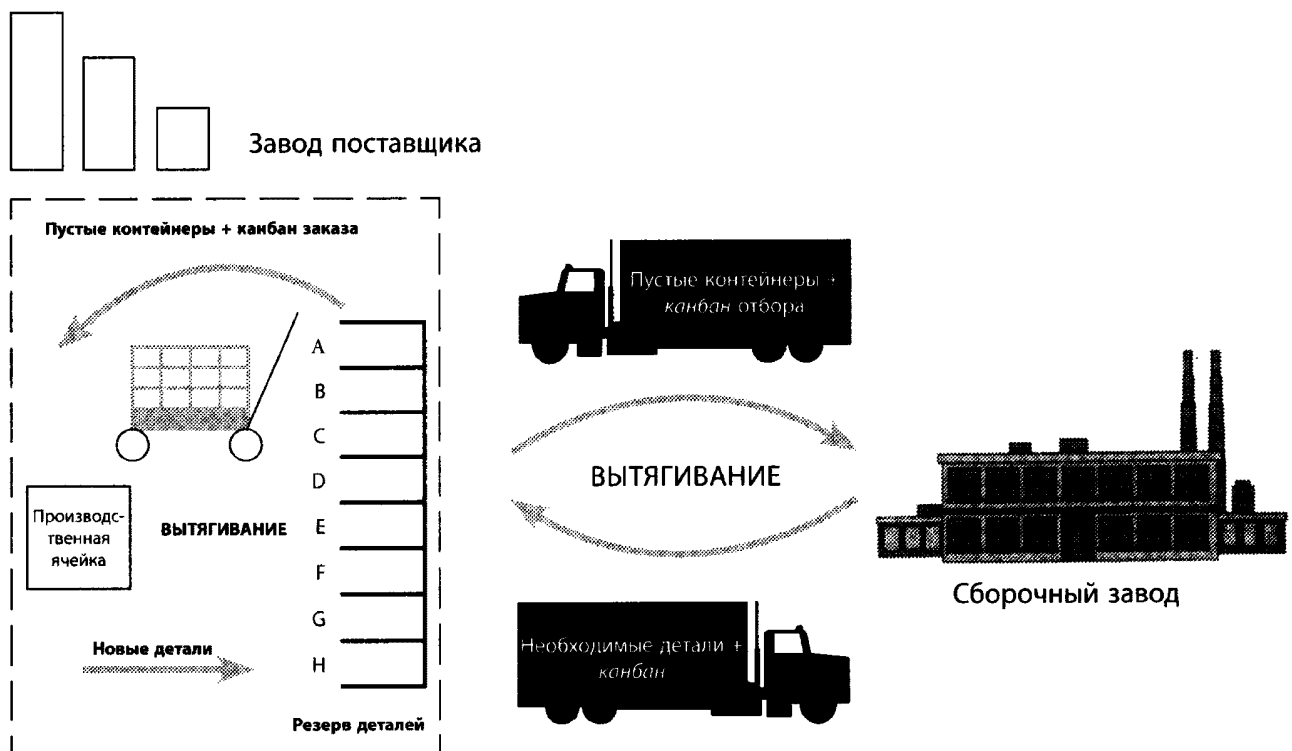 Завод поставщика
Пустые контейнеры + канбан заказа
Пустые контейнеры +
канбан отбора
A
B
C
D
E
F
G
H
Производс-
твенная
ячейка
ВЫТЯГИВАНИЕ
Новые детали
Резерв деталей
ВЫТЯГИВАНИЕ
Необходимые детали +
канбан
Сборочный завод